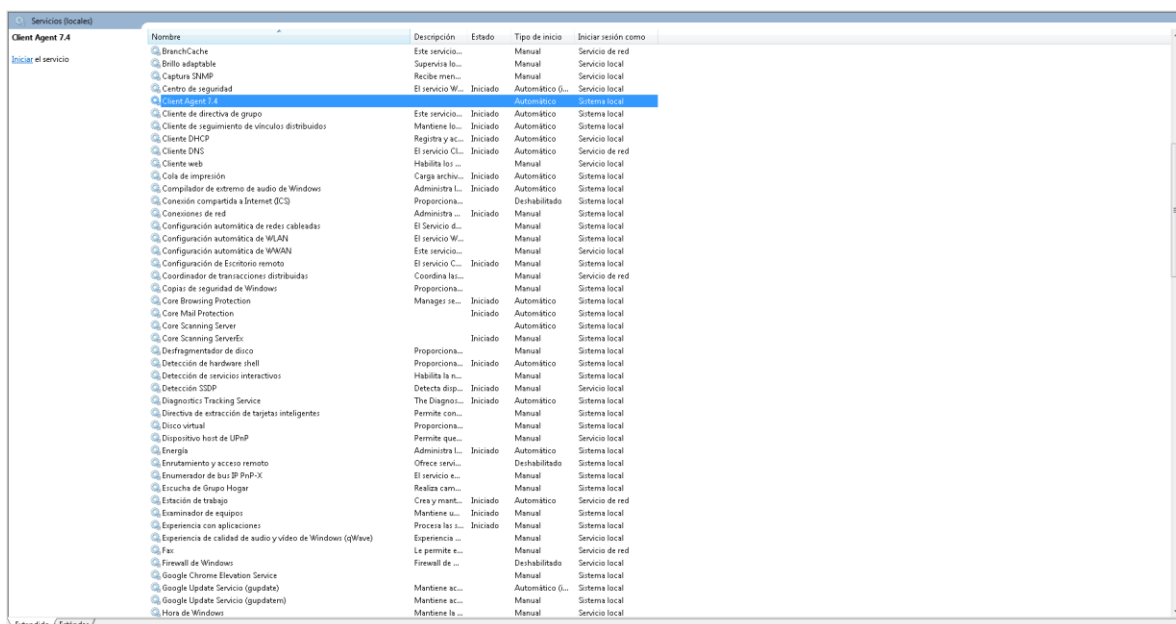 Servicios (locales)
Client Agent 7.4
Iniciar el servicio
Nombre Descripción Estado Tipo de inicio Iniciar sesión como
BranchCache Este servicio... Manual Servicio de red
Brillo adaptable Supervisa lo... Manual Servicio local
Captura SNMP Recibe men... Manual Servicio local
Centro de seguridad El servicio W... Iniciado Automático (i... Servicio local
Client Agent 7.4 Automático Sistema local
Cliente de directiva de grupo Este servicio... Iniciado Automático Sistema local
Cliente de seguimiento de vínculos distribuidos Mantiene lo... Iniciado Automático Sistema local
Cliente DHCP Registra y ac... Iniciado Automático Servicio local
Cliente DNS El servicio Cl... Iniciado Automático Servicio de red
Cliente web Habilita los ... Manual Servicio local
Cola de impresión Carga archiv... Iniciado Automático Sistema local
Compilador de extremo de audio de Windows Administra l... Iniciado Automático Sistema local
Conexión compartida a Internet (ICS) Proporciona... Deshabilitado Sistema local
Conexiones de red Administra ... Iniciado Manual Sistema local
Configuración automática de redes cableadas El Servicio d... Manual Sistema local
Configuración automática de WLAN El servicio W... Manual Sistema local
Configuración automática de WWAN Este servicio... Manual Servicio local
Configuración de Escritorio remoto El servicio C... Iniciado Manual Sistema local
Coordinador de transacciones distribuidas Coordina las... Manual Servicio de red
Copias de seguridad de Windows Proporciona... Manual Sistema local
Core Browsing Protection Manages se... Iniciado Automático Sistema local
Core Mail Protection Iniciado Automático Sistema local
Core Scanning Server Automático Sistema local
Core Scanning ServerEx Iniciado Manual Sistema local
Desfragmentador de disco Proporciona... Manual Sistema local
Detección de hardware shell Proporciona... Iniciado Automático Sistema local
Detección de servicios interactivos Habilita la n... Manual Sistema local
Detección SSDP Detecta disp... Iniciado Manual Servicio local
Diagnostics Tracking Service The Diagnos... Iniciado Automático Sistema local
Directiva de extracción de tarjetas inteligentes Permite con... Manual Sistema local
Disco virtual Proporciona... Manual Sistema local
Dispositivo host de UPnP Permite que... Manual Servicio local
Energía Administra l... Iniciado Automático Sistema local
Enrutamiento y acceso remoto Ofrece servi... Deshabilitado Sistema local
Enumerador de bus IP PnP-X El servicio e... Manual Sistema local
Escucha de Grupo Hogar Realiza cam... Manual Sistema local
Estación de trabajo Crea y mant... Iniciado Automático Servicio de red
Examinador de equipos Mantiene u... Iniciado Manual Sistema local
Experiencia con aplicaciones Procesa las s... Iniciado Manual Sistema local
Experiencia de calidad de audio y vídeo de Windows (qWave) Experiencia ... Manual Servicio local
Fax Le permite e... Manual Servicio de red
Firewall de Windows Firewall de ... Deshabilitado Servicio local
Google Chrome Elevation Service Manual Sistema local
Google Update Servicio (gupdate) Mantiene ac... Automático (i... Sistema local
Google Update Servicio (gupdatem) Mantiene ac... Manual Sistema local
Hora de Windows Mantiene la ... Manual Servicio local
Extendido Estándar